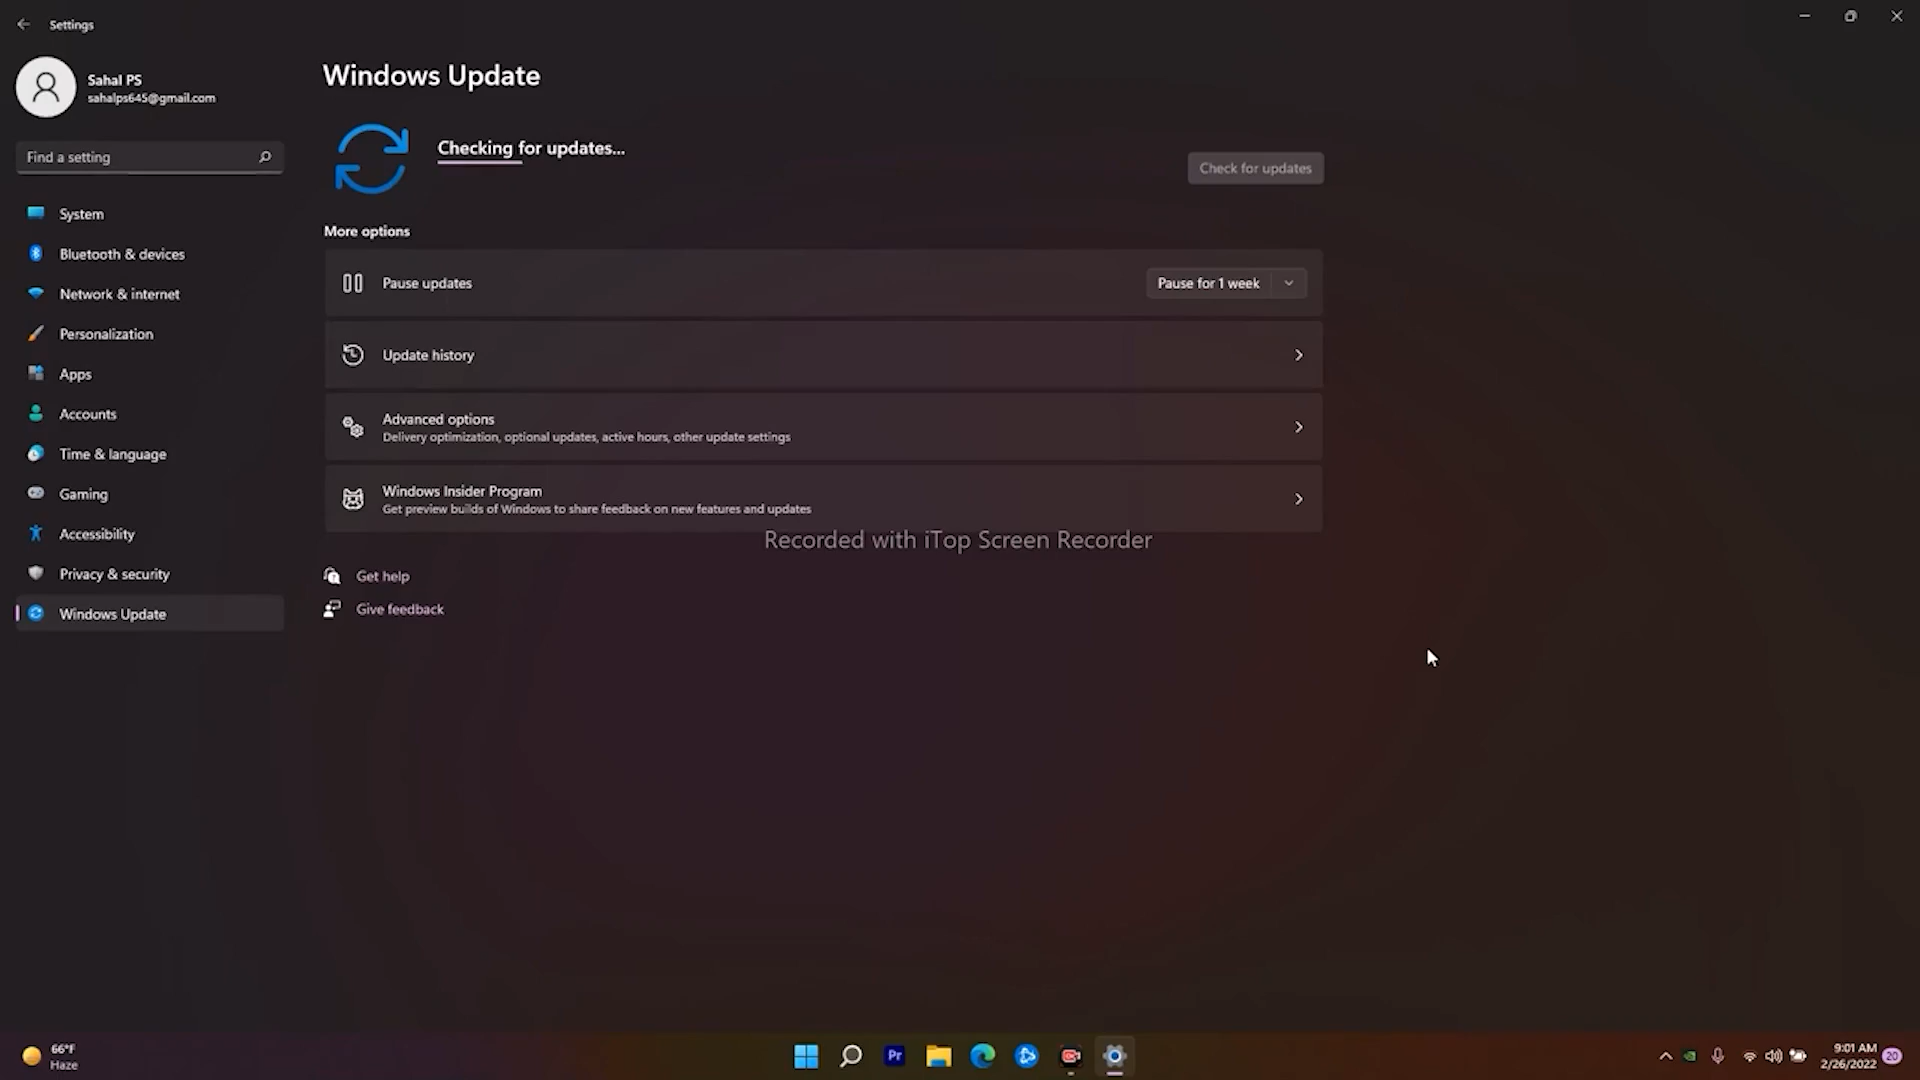 Settings
Sahal PS
sahalps645@gmail.com
Find a setting
System
Bluetooth & devices
Network & internet
Personalization
Apps
Accounts
Time & language
Gaming
Accessibility
Privacy & security
Windows Update
Windows Update
Checking for updates...
Check for updates
More options
Pause updates
Pause for 1 week
Update history
Advanced options
Delivery optimization, optional updates, active hours, other update settings
Windows Insider Program
Get preview builds of Windows to share feedback on new features and updates
Recorded with iTop Screen Recorder
Get help
Give feedback
66°F
Haze
Pr
9:01 AM
2/26/2022
20